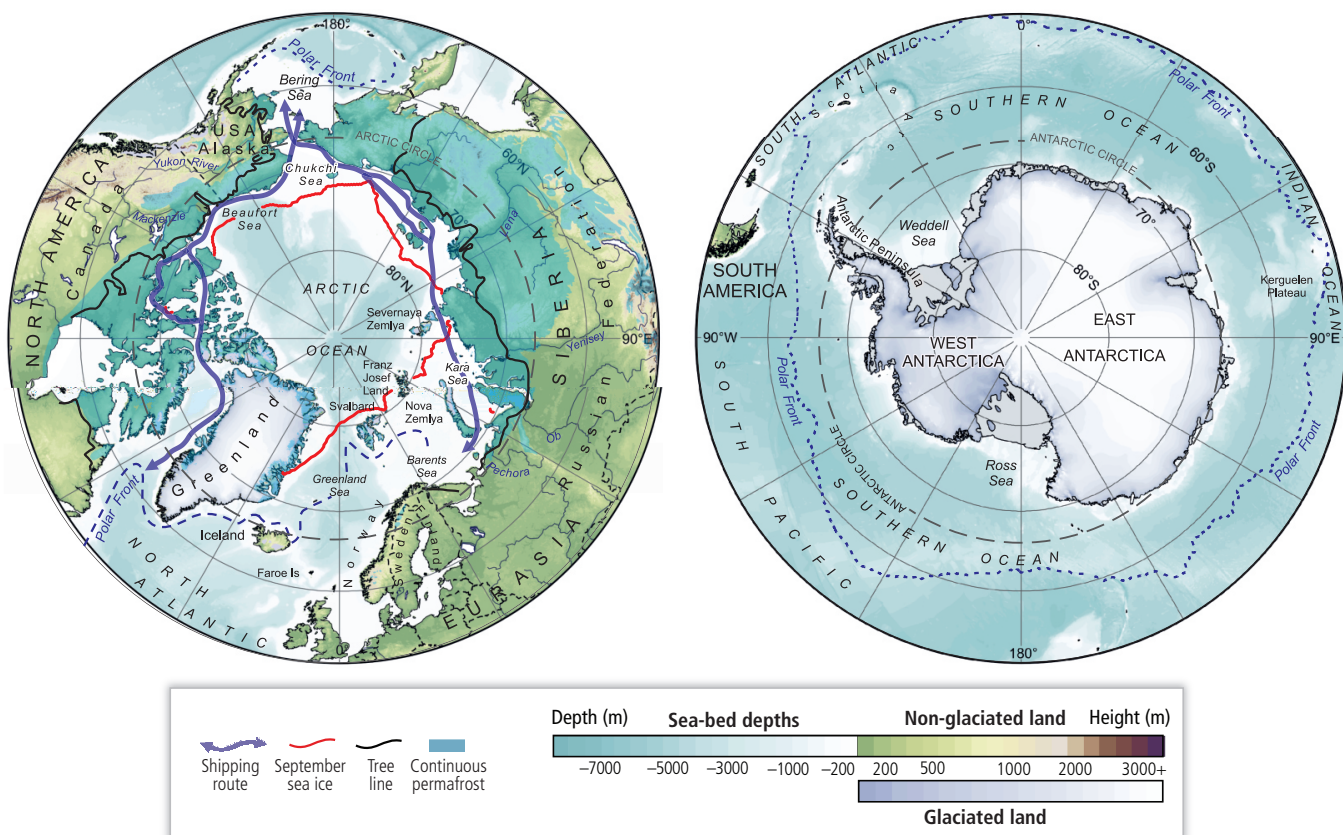 180°
Polar Front
Bering
Sea
USA
Alaska
ARCTIC CIRCLE
60°N
Yukon River
Chukchi
Sea
NORTH AMERICA
Canada
Mackenzie
Beaufort
Sea
70°
Lena
SIBERIA
Russian Federation
80°N
ARCTIC
OCEAN
Severnaya
Zemlya
90°E
Yenisey
Franz
Josef
Land
Kara
Sea
Svalbard
Nova
Zemlya
Ob
Greenland
Greenland
Sea
Barents
Sea
Pechora
Polar Front
Iceland
Norway
Sweden
Finland
EURASIA
Faroe Is
NORTH
ATLANTIC
0°
0°
SOUTH ATLANTIC
Polar Front
Scotia
SOUTHERN OCEAN
ANTARCTIC CIRCLE
60°S
INDIAN OCEAN
70°
Weddell
Sea
Antarctic Peninsula
SOUTH
AMERICA
80°S
Kerguelen
Plateau
90°W
WEST
ANTARCTICA
EAST
ANTARCTICA
90°E
Polar Front
Polar Front
ANTARCTIC CIRCLE
Ross
Sea
SOUTHERN OCEAN
SOUTH PACIFIC
180°
Depth (m)
Sea-bed depths
Non-glaciated land
Height (m)
–7000 –5000 –3000 –1000 –200 200 500 1000 2000 3000+
Glaciated land
Shipping
route
September
sea ice
Tree
line
Continuous
permafrost